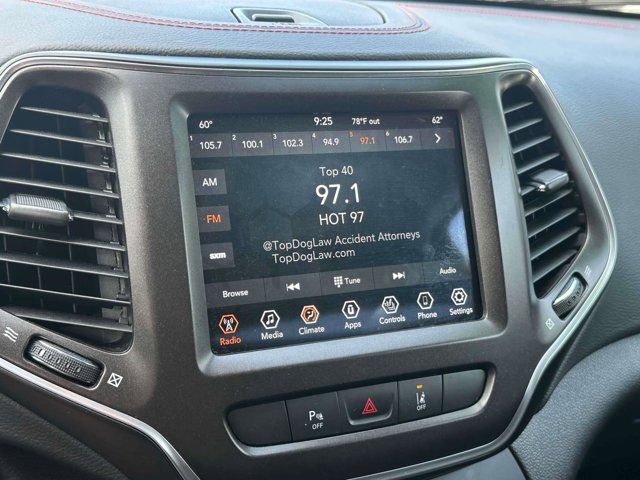 60° 9:25 78°F out 62°
1 105.7 2 100.1 3 102.3 4 94.9 5 97.1 6 106.7
AM
Top 40
97.1
FM
HOT 97
@TopDogLaw Accident Attorneys
sxm
TopDogLaw.com
Browse Tune Audio
Radio Media Climate Apps Controls Phone Settings
P OFF OFF